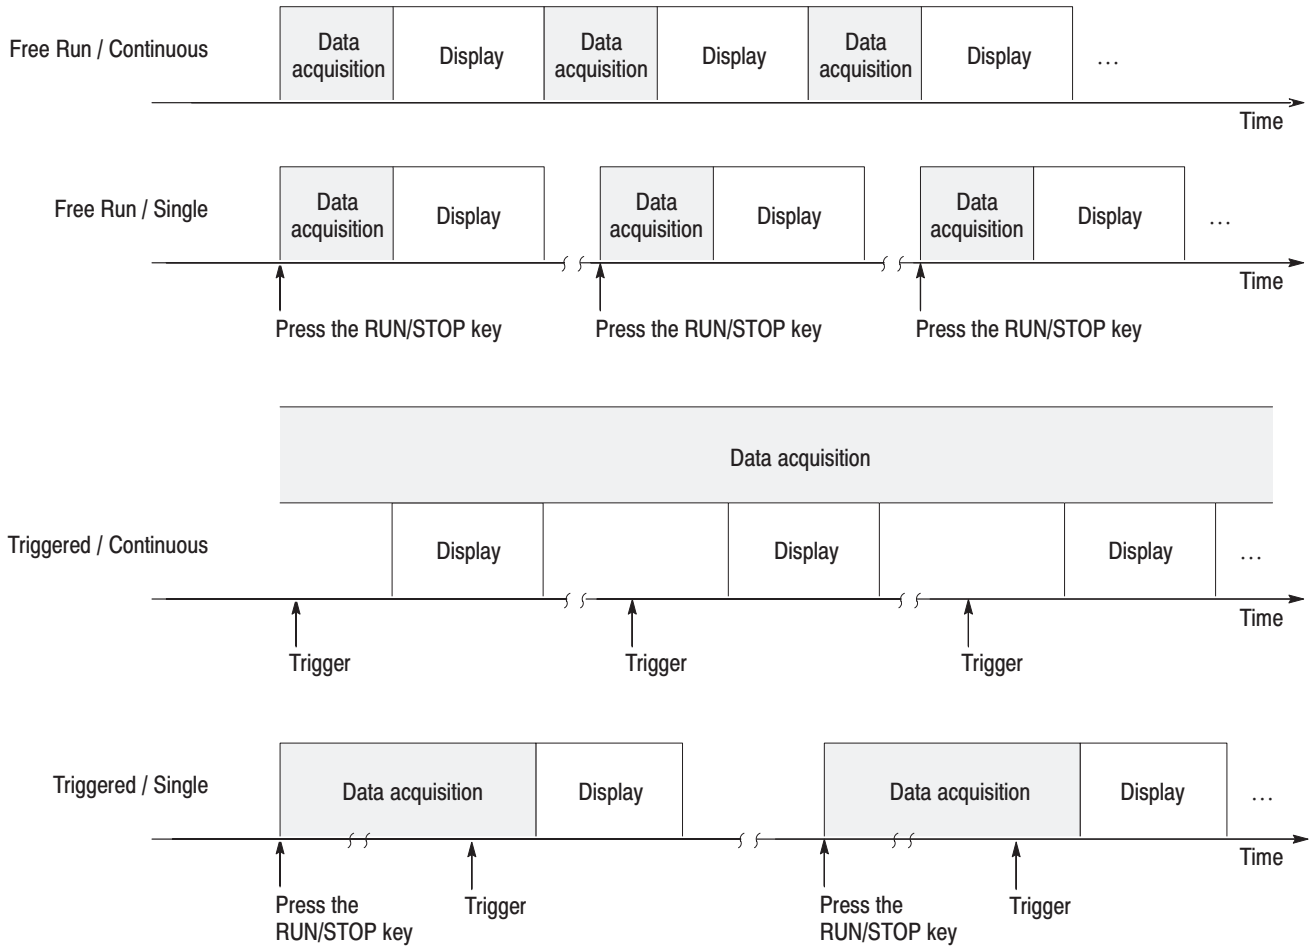 Free Run / Continuous
Data
acquisition
Display
Data
acquisition
Display
Data
acquisition
Display
...
Time
Free Run / Single
Data
acquisition
Display
Data
acquisition
Display
Data
acquisition
Display
...
Time
Press the RUN/STOP key
Press the RUN/STOP key
Press the RUN/STOP key
Data acquisition
Triggered / Continuous
Display
Display
Display
...
Time
Trigger
Trigger
Trigger
Triggered / Single
Data acquisition
Display
Data acquisition
Display
...
Time
Press the
RUN/STOP key
Trigger
Press the
RUN/STOP key
Trigger